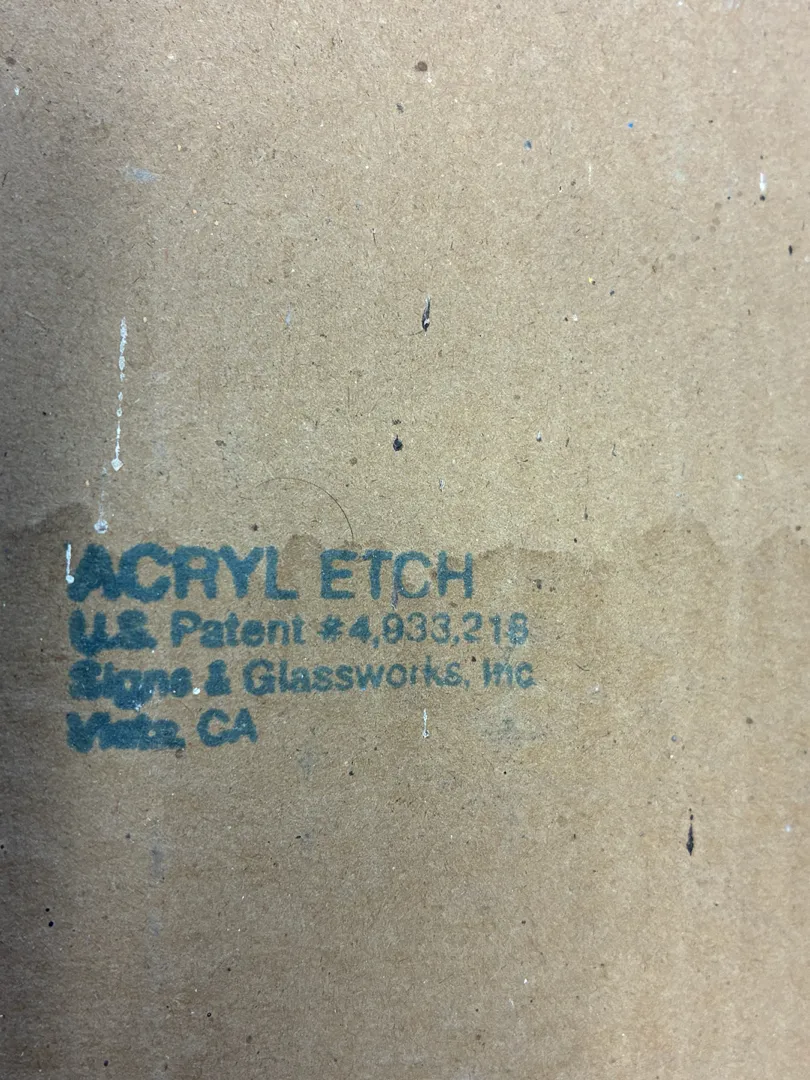 ACRYL ETCH
U.S. Patent #4,933,218
Signs & Glassworks, Inc
Vista, CA